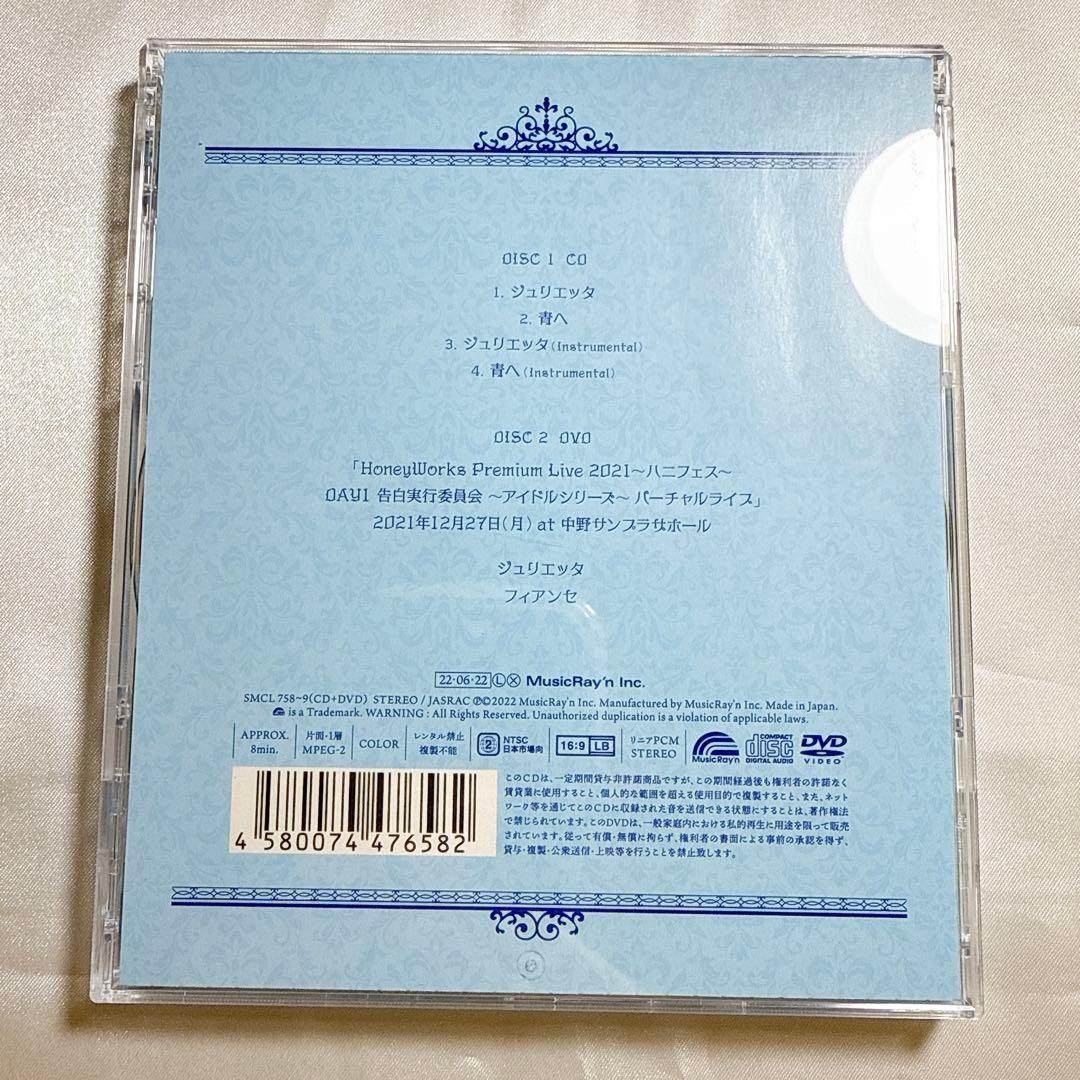 DISC 1 CD
1. ジュリエッタ
2. 青へ
3. ジュリエッタ (Instrumental)
4. 青へ (Instrumental)
DISC 2 DVD
「HoneyWorks Premium Live 2021〜ハニフェス〜
DAY1 告白実行委員会 〜アイドルシリーズ〜 バーチャルライブ」
2021年12月27日(月) at 中野サンプラザホール
ジュリエッタ
フィアンセ
22·06·22 Ⓛ Ⓧ MusicRay'n Inc.
SMCL 758~9(CD+DVD) STEREO / JASRAC ℗©2022 MusicRay'n Inc. Manufactured by MusicRay'n Inc. Made in Japan.
is a Trademark. WARNING : All Rights Reserved. Unauthorized duplication is a violation of applicable laws.
APPROX. 8min.
片面·1層 MPEG-2
COLOR
レンタル禁止 複製不能
2 NTSC 日本市場向
16:9 LB
リニアPCM STEREO
MusicRay'n
COMPACT disc DIGITAL AUDIO
DVD VIDEO
このCDは、一定期間貸与非許諾商品ですが、この期間経過後も権利者の許諾なく
賃貸業に使用すること、個人的な範囲を超える使用目的で複製すること、また、ネット
ワーク等を通じてこのCDに収録された音を送信できる状態にすることは、著作権法
で禁じられています。このDVDは、一般家庭内における私的再生に用途を限って販売
されています。従って有償·無償に拘らず、権利者の書面による事前の承認を得ず、
貸与·複製·公衆送信·上映等を行うことを禁止致します。
4 580074 476582